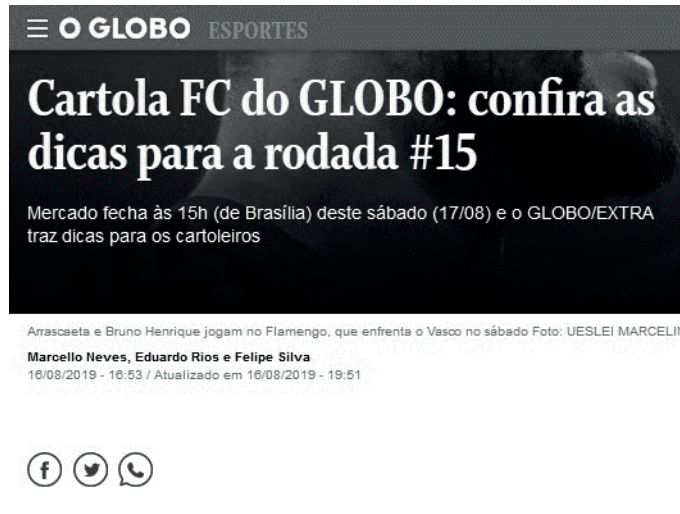 O GLOBO ESPORTES
Cartola FC do GLOBO: confira as
dicas para a rodada #15
Mercado fecha às 15h (de Brasília) deste sábado (17/08) e o GLOBO/EXTRA
traz dicas para os cartoleiros
Arrascaeta e Bruno Henrique jogam no Flamengo, que enfrenta o Vasco no sábado Foto: UESLEI MARCELI
Marcello Neves, Eduardo Rios e Felipe Silva
16/08/2019 - 16:53 / Atualizado em 16/08/2019 - 19:51